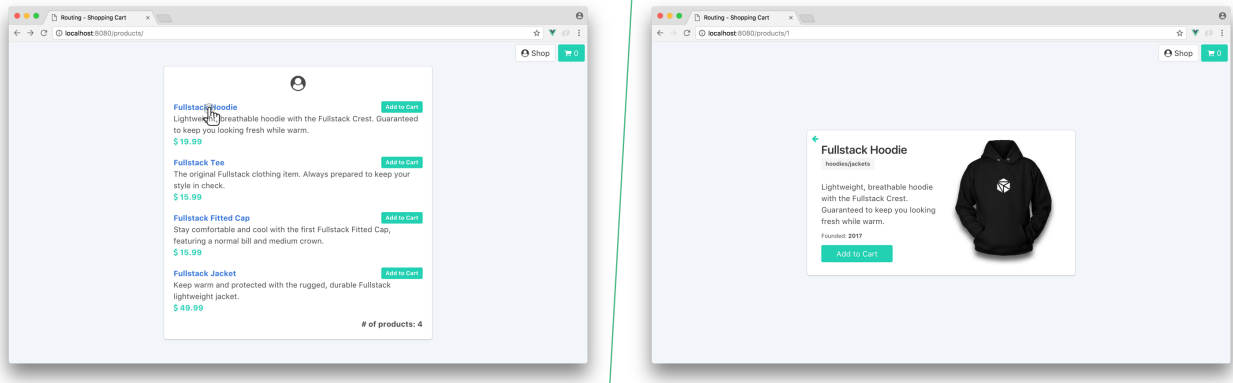 Routing - Shopping Cart
localhost:8080/products/
Shop
0
Fullstack Hoodie
Add to Cart
Lightweight, breathable hoodie with the Fullstack Crest. Guaranteed
to keep you looking fresh while warm.
$ 19.99
Fullstack Tee
Add to Cart
The original Fullstack clothing item. Always prepared to keep your
style in check.
$ 15.99
Fullstack Fitted Cap
Add to Cart
Stay comfortable and cool with the first Fullstack Fitted Cap,
featuring a normal bill and medium crown.
$ 15.99
Fullstack Jacket
Add to Cart
Keep warm and protected with the rugged, durable Fullstack
lightweight jacket.
$ 49.99
# of products: 4
Routing - Shopping Cart
localhost:8080/products/1
Shop
0
Fullstack Hoodie
hoodies/jackets
Lightweight, breathable hoodie
with the Fullstack Crest.
Guaranteed to keep you looking
fresh while warm.
Founded: 2017
Add to Cart